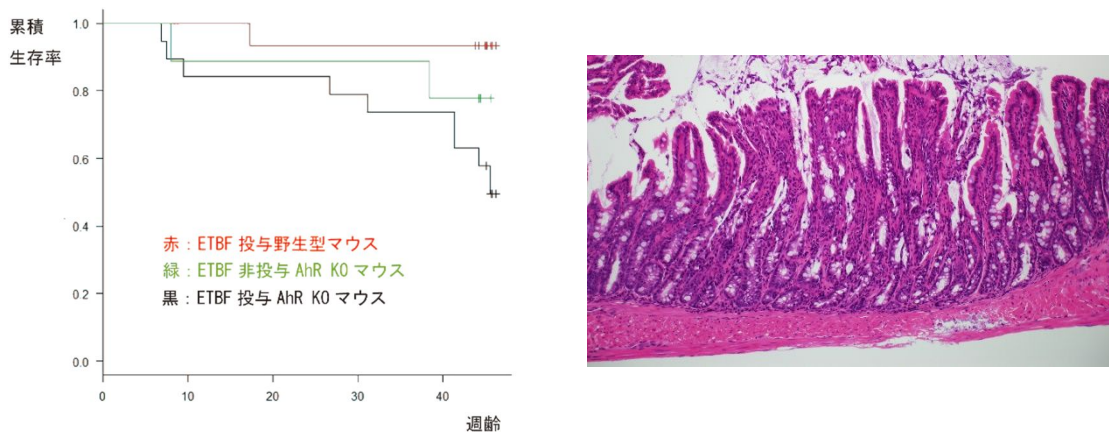 累積
生存率
1.0
0.8
0.6
0.4
0.2
0.0
赤：ETBF 投与野生型マウス
緑：ETBF 非投与 AhR KO マウス
黒：ETBF 投与 AhR KO マウス
0 10 20 30 40
週齢